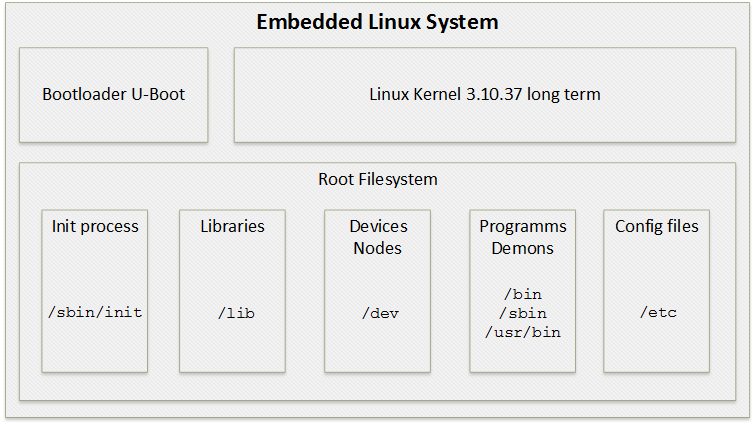 Embedded Linux System
Bootloader U-Boot
Linux Kernel 3.10.37 long term
Root Filesystem
Init process
/sbin/init
Libraries
/lib
Devices
Nodes
/dev
Programms
Demons
/bin
/sbin
/usr/bin
Config files
/etc